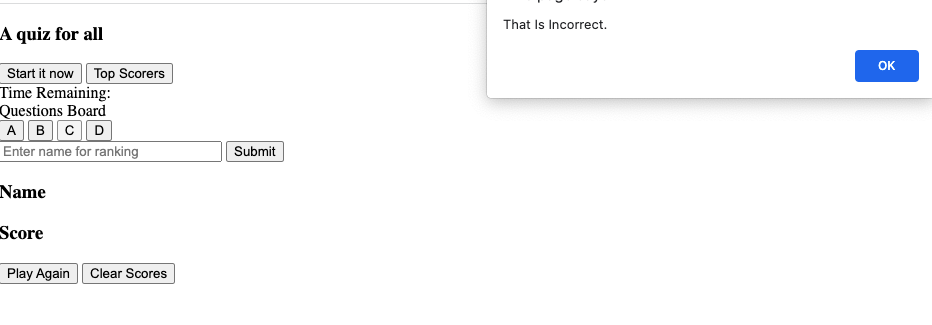 That Is Incorrect.
OK
A quiz for all
Start it now Top Scorers
Time Remaining:
Questions Board
A B C D
Enter name for ranking Submit
Name
Score
Play Again Clear Scores